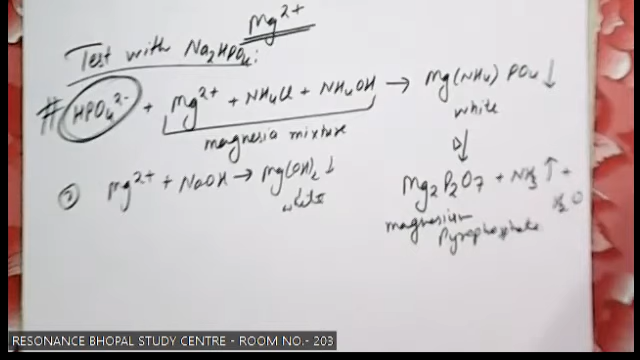 Mg²⁺
Test with Na₂HPO₄:
# HPO₄²⁻ + Mg²⁺ + NH₄Cl + NH₄OH → Mg(NH₄)PO₄ ↓
magnesia mixture
white
Δ ↓
Mg₂P₂O₇ + NH₃ ↑ + H₂O
magnesium
Pyrophosphate
② Mg²⁺ + NaOH → Mg(OH)₂ ↓
white
RESONANCE BHOPAL STUDY CENTRE - ROOM NO.- 203